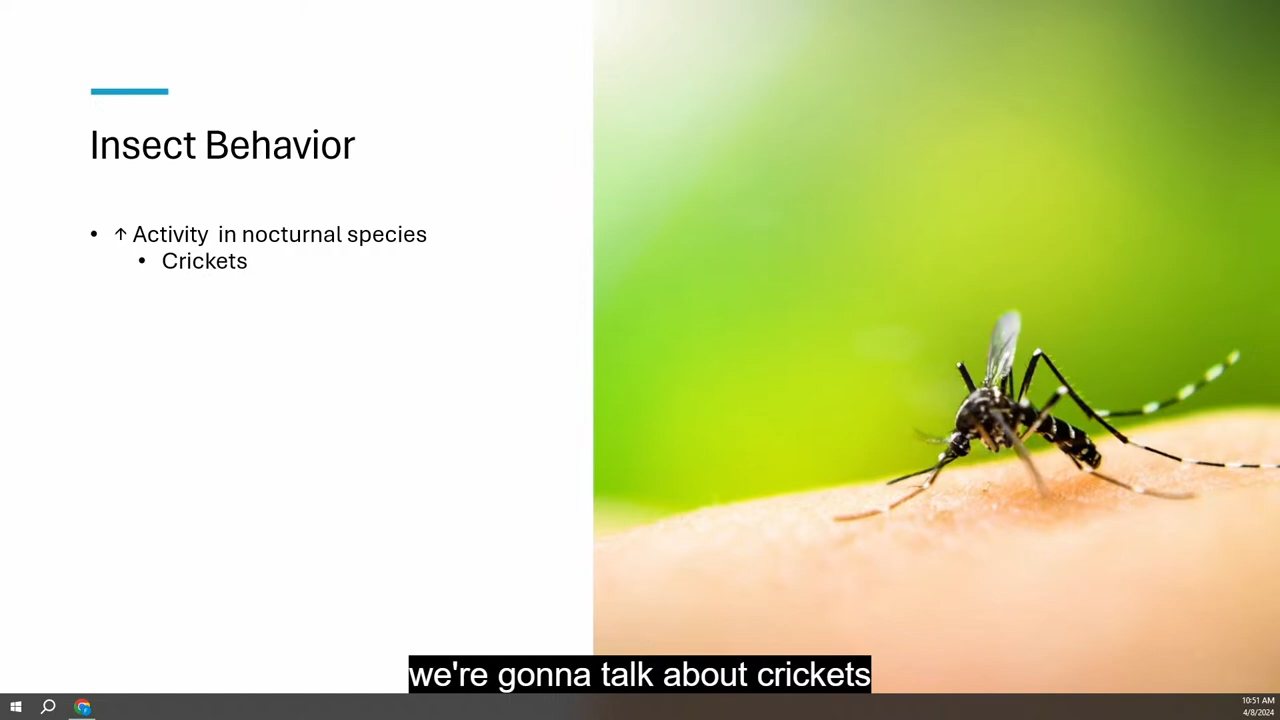 Insect Behavior
• ↑ Activity in nocturnal species
• Crickets
we're gonna talk about crickets
10:51 AM
4/8/2024